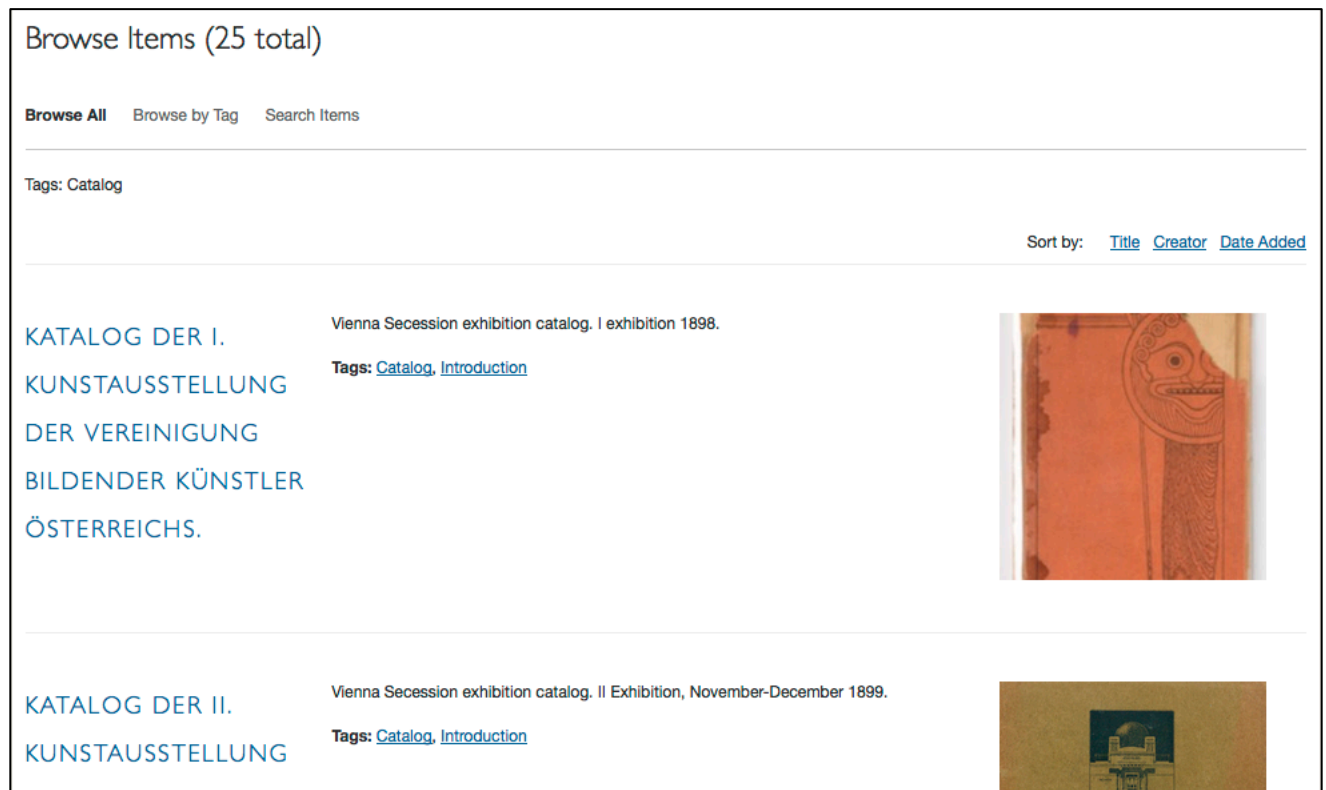 Browse Items (25 total)
Browse All Browse by Tag Search Items
Tags: Catalog
Sort by: Title Creator Date Added
KATALOG DER I.
KUNSTAUSSTELLUNG
DER VEREINIGUNG
BILDENDER KÜNSTLER
ÖSTERREICHS.
Vienna Secession exhibition catalog. I exhibition 1898.
Tags: Catalog, Introduction
KATALOG DER II.
KUNSTAUSSTELLUNG
Vienna Secession exhibition catalog. II Exhibition, November-December 1899.
Tags: Catalog, Introduction